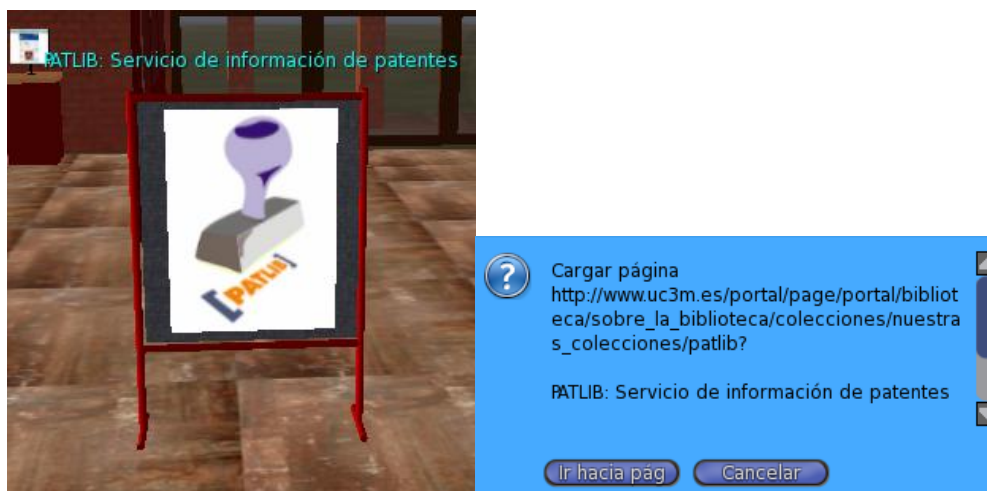 PATLIB: Servicio de información de patentes
[PATLIB]
?
Cargar página
http://www.uc3m.es/portal/page/portal/bibliot
eca/sobre_la_biblioteca/colecciones/nuestra
s_colecciones/patlib?
PATLIB: Servicio de información de patentes
Ir hacia pág
Cancelar